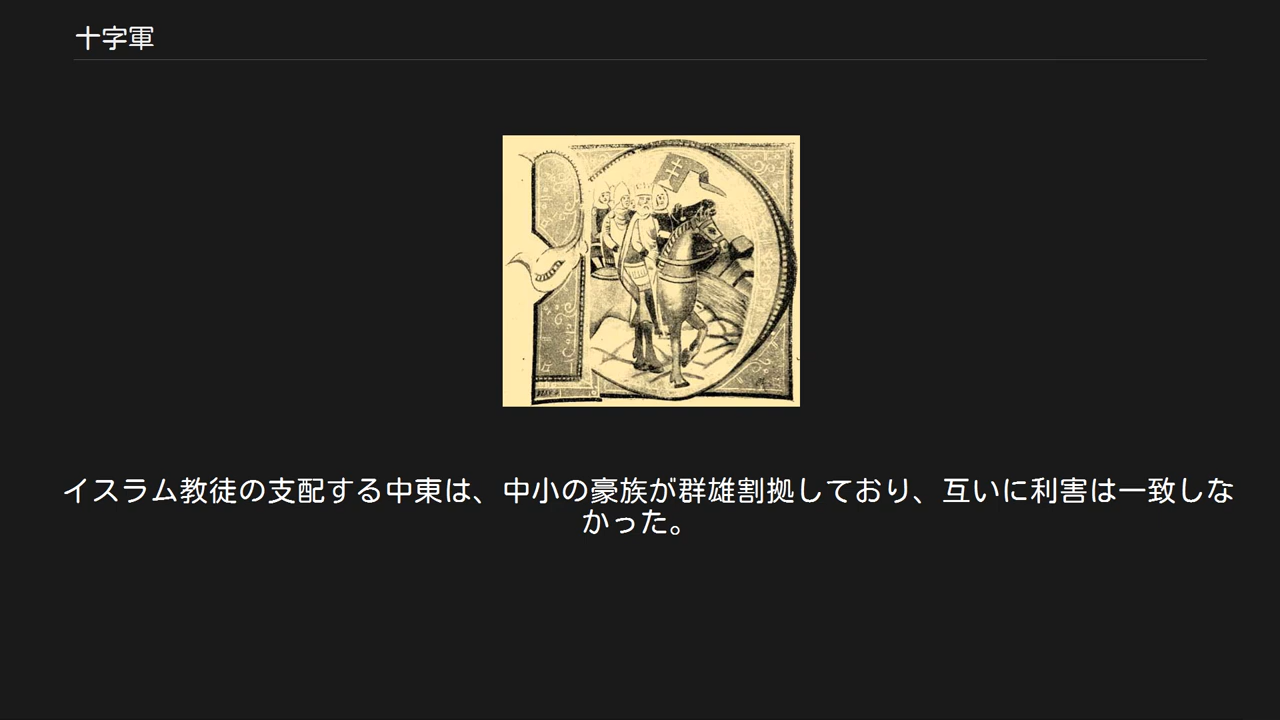 十字軍
イスラム教徒の支配する中東は、中小の豪族が群雄割拠しており、互いに利害は一致しな
かった。